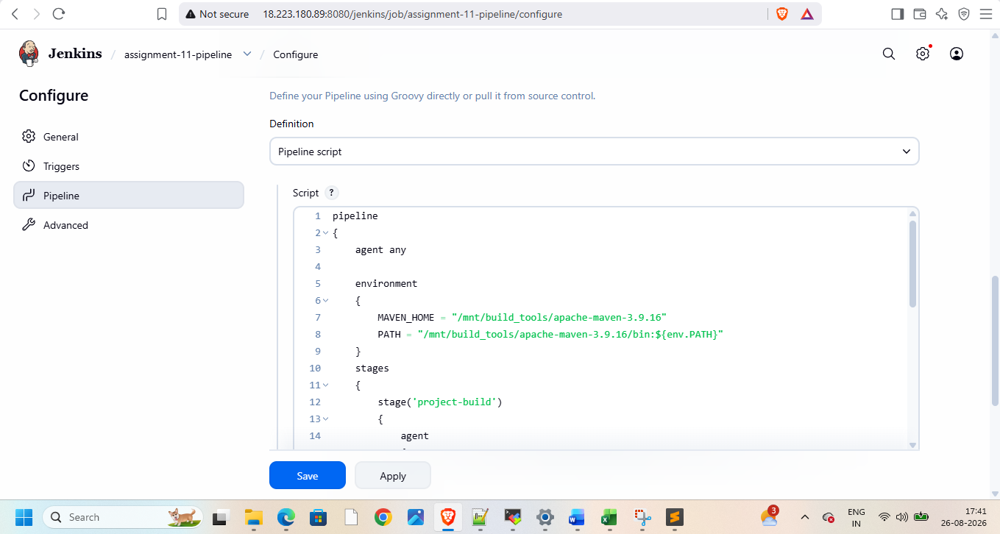 Not secure 18.223.180.89:8080/jenkins/job/assignment-11-pipeline/configure
Jenkins / assignment-11-pipeline / Configure
Configure
General
Triggers
Pipeline
Advanced
Define your Pipeline using Groovy directly or pull it from source control.
Definition
Pipeline script
Script ?
1 pipeline
2 {
3     agent any
4
5     environment
6     {
7         MAVEN_HOME = "/mnt/build_tools/apache-maven-3.9.16"
8         PATH = "/mnt/build_tools/apache-maven-3.9.16/bin:${env.PATH}"
9     }
10     stages
11     {
12         stage('project-build')
13         {
14             agent
Save Apply
Search
3
ENG
IN
17:41
26-08-2026